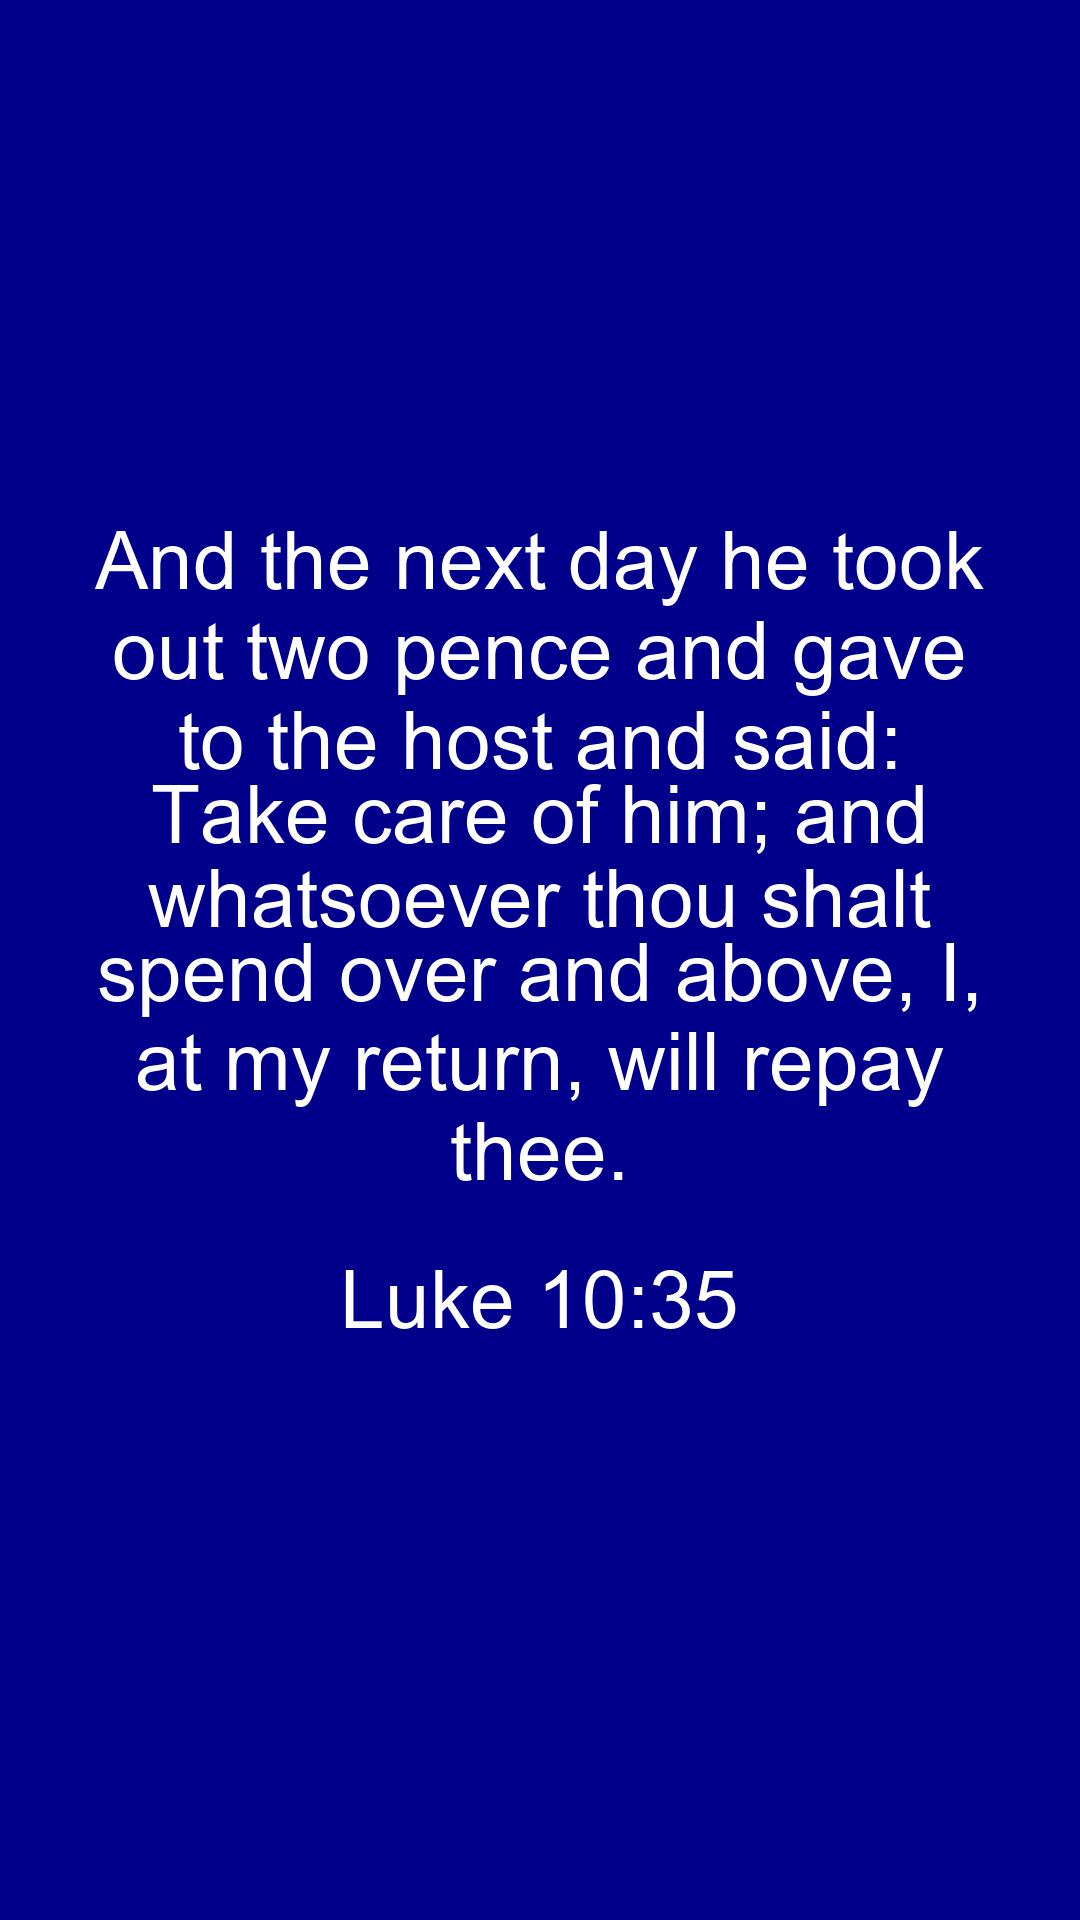 And the next day he took
out two pence and gave
to the host and said:
Take care of him; and
whatsoever thou shalt
spend over and above, I,
at my return, will repay
thee.
Luke 10:35